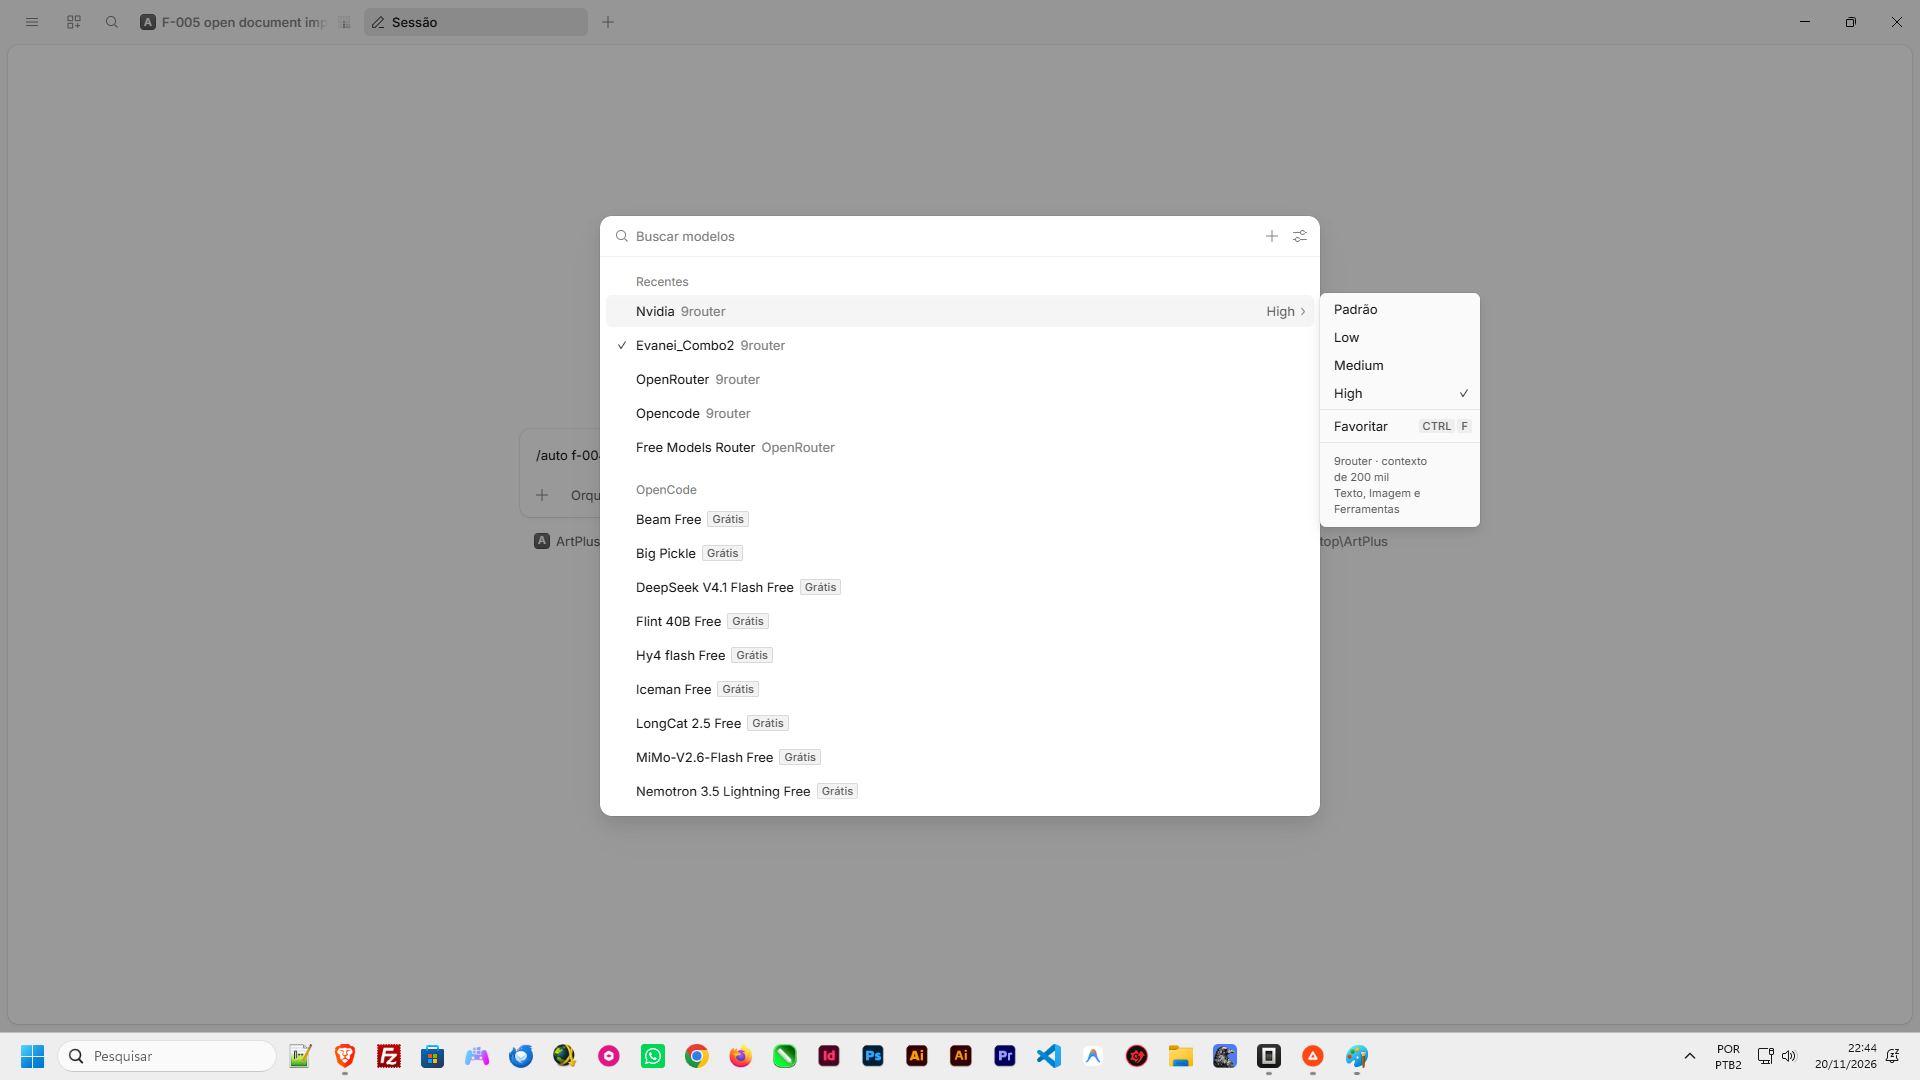 F-005 open document im
Sessão
Buscar modelos
Recentes
Nvidia 9router High
Evanei_Combo2 9router
OpenRouter 9router
Opencode 9router
Free Models Router OpenRouter
OpenCode
Beam Free Grátis
Big Pickle Grátis
DeepSeek V4.1 Flash Free Grátis
Flint 40B Free Grátis
Hy4 flash Free Grátis
Iceman Free Grátis
LongCat 2.5 Free Grátis
MiMo-V2.6-Flash Free Grátis
Nemotron 3.5 Lightning Free Grátis
Padrão
Low
Medium
High
Favoritar CTRL F
9router · contexto
de 200 mil
Texto, Imagem e
Ferramentas
/auto f-00
Orqu
A ArtPlus
top\ArtPlus
Pesquisar
POR
PTB2
22:44
20/11/2026